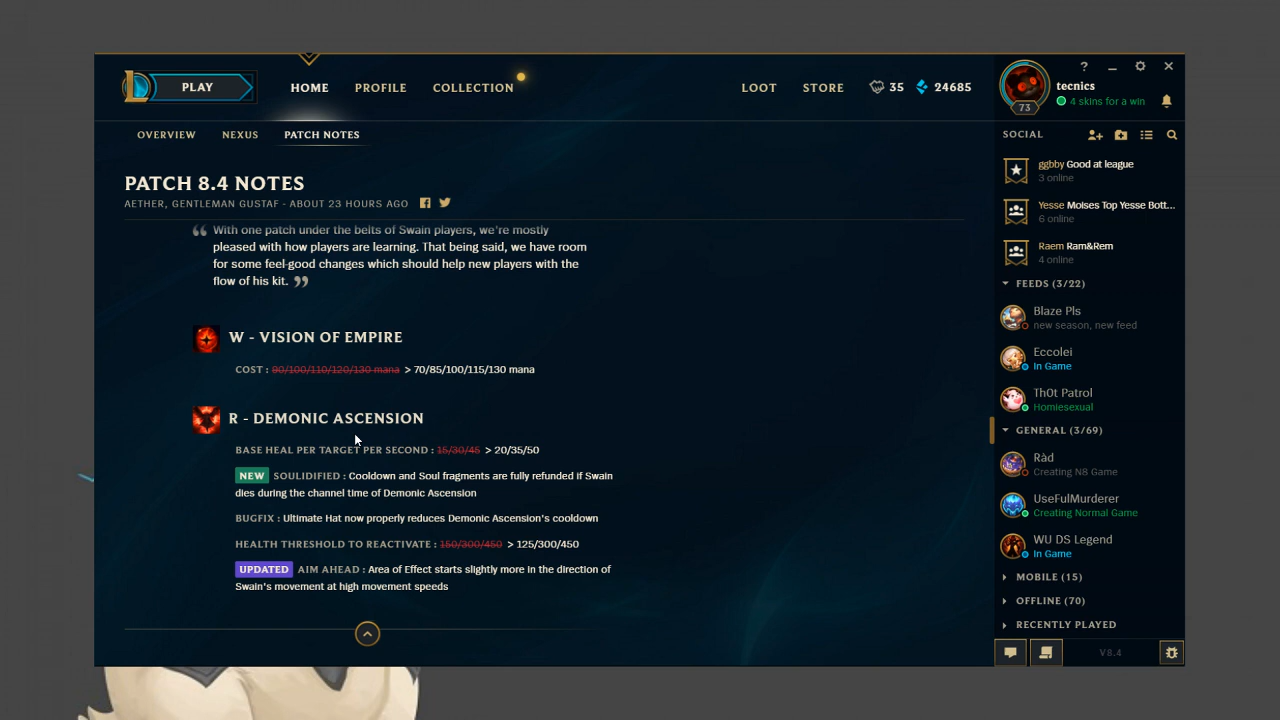 PLAY
HOME
PROFILE
COLLECTION
LOOT
STORE
35
24685
?
tecnics
4 skins for a win
73
OVERVIEW
NEXUS
PATCH NOTES
SOCIAL
PATCH 8.4 NOTES
AETHER, GENTLEMAN GUSTAF - ABOUT 23 HOURS AGO
With one patch under the belts of Swain players, we're mostly
pleased with how players are learning. That being said, we have room
for some feel-good changes which should help new players with the
flow of his kit.
W - VISION OF EMPIRE
COST : 90/100/110/120/130 mana > 70/85/100/115/130 mana
R - DEMONIC ASCENSION
BASE HEAL PER TARGET PER SECOND : 15/30/45 > 20/35/50
NEW SOULIDIFIED : Cooldown and Soul fragments are fully refunded if Swain
dies during the channel time of Demonic Ascension
BUGFIX : Ultimate Hat now properly reduces Demonic Ascension's cooldown
HEALTH THRESHOLD TO REACTIVATE : 150/300/450 > 125/300/450
UPDATED AIM AHEAD : Area of Effect starts slightly more in the direction of
Swain's movement at high movement speeds
ggbby Good at league
3 online
Yesse Moises Top Yesse Bott...
6 online
Raem Ram&Rem
4 online
FEEDS (3/22)
Blaze Pls
new season, new feed
Eccolei
In Game
Th0t Patrol
Homiesexual
GENERAL (3/69)
Ràd
Creating N8 Game
UseFulMurderer
Creating Normal Game
WU DS Legend
In Game
MOBILE (15)
OFFLINE (70)
RECENTLY PLAYED
V8.4